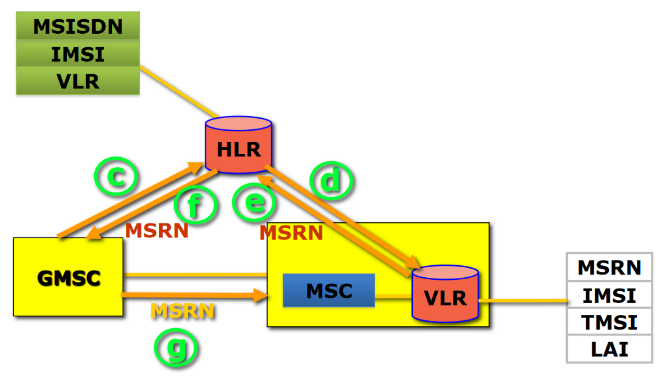 MSISDN
IMSI
VLR
HLR
c
d
f
e
MSRN
MSRN
GMSC
MSC
VLR
MSRN
g
MSRN
IMSI
TMSI
LAI